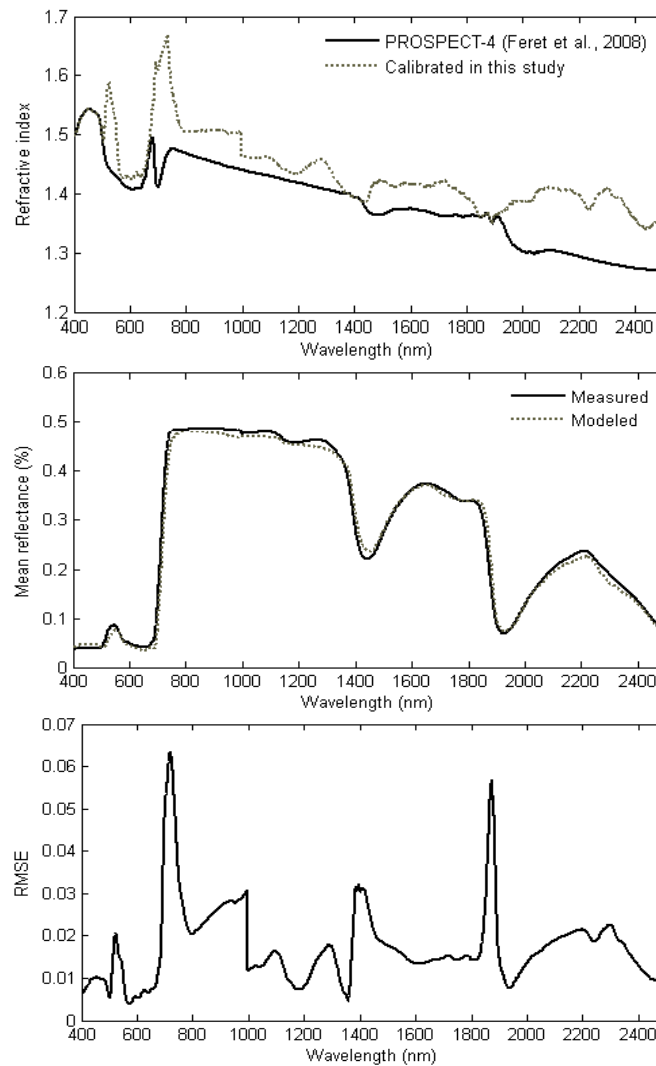 1.7
1.6
1.5
1.4
1.3
1.2
Refractive index
PROSPECT-4 (Feret et al., 2008)
Calibrated in this study
400 600 800 1000 1200 1400 1600 1800 2000 2200 2400
Wavelength (nm)
0.6
0.5
0.4
0.3
0.2
0.1
0
Mean reflectance (%)
Measured
Modeled
400 600 800 1000 1200 1400 1600 1800 2000 2200 2400
Wavelength (nm)
0.07
0.06
0.05
0.04
0.03
0.02
0.01
0
RMSE
400 600 800 1000 1200 1400 1600 1800 2000 2200 2400
Wavelength (nm)